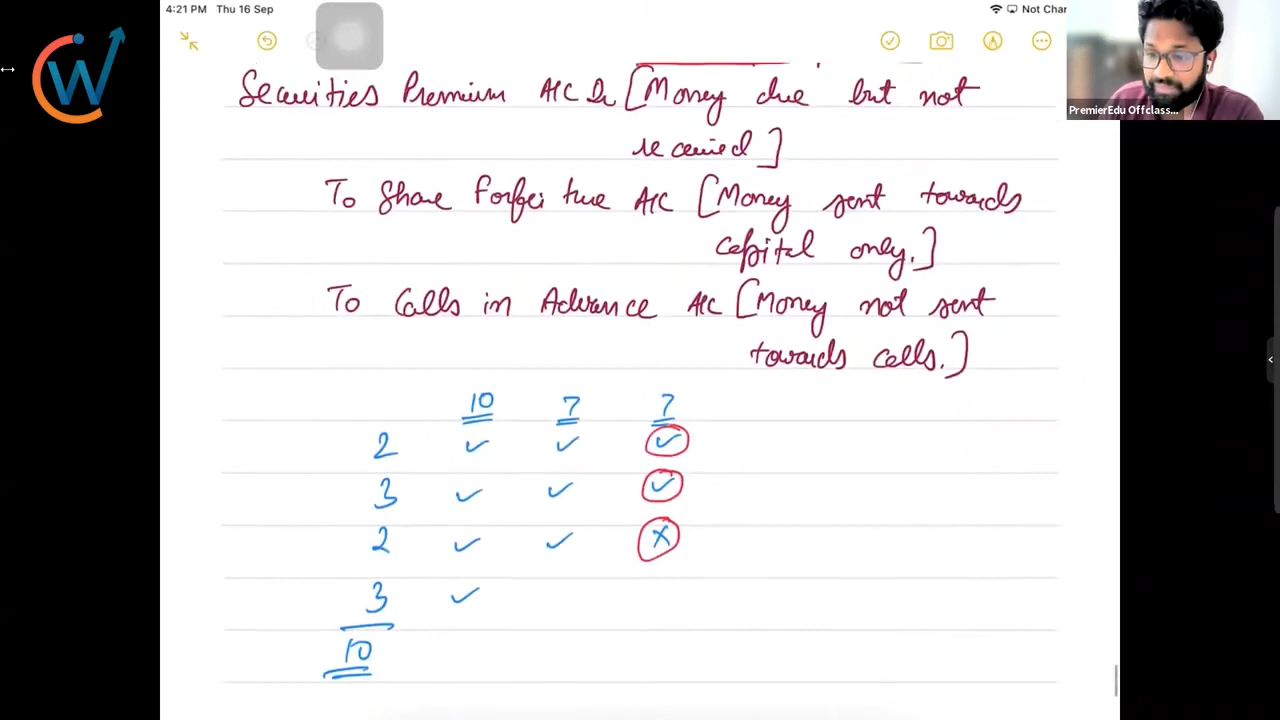 4:21 PM Thu 16 Sep
Not Char
W
PremierEdu Offclass...
Securities Premium A/C Dr [Money due but not
received]
To Share Forfeiture A/C [Money sent towards
capital only.]
To Calls in Advance A/C [Money not sent
towards calls.]
10 7 7
2 ✓ ✓ ✓
3 ✓ ✓ ✓
2 ✓ ✓ x
3 ✓
10